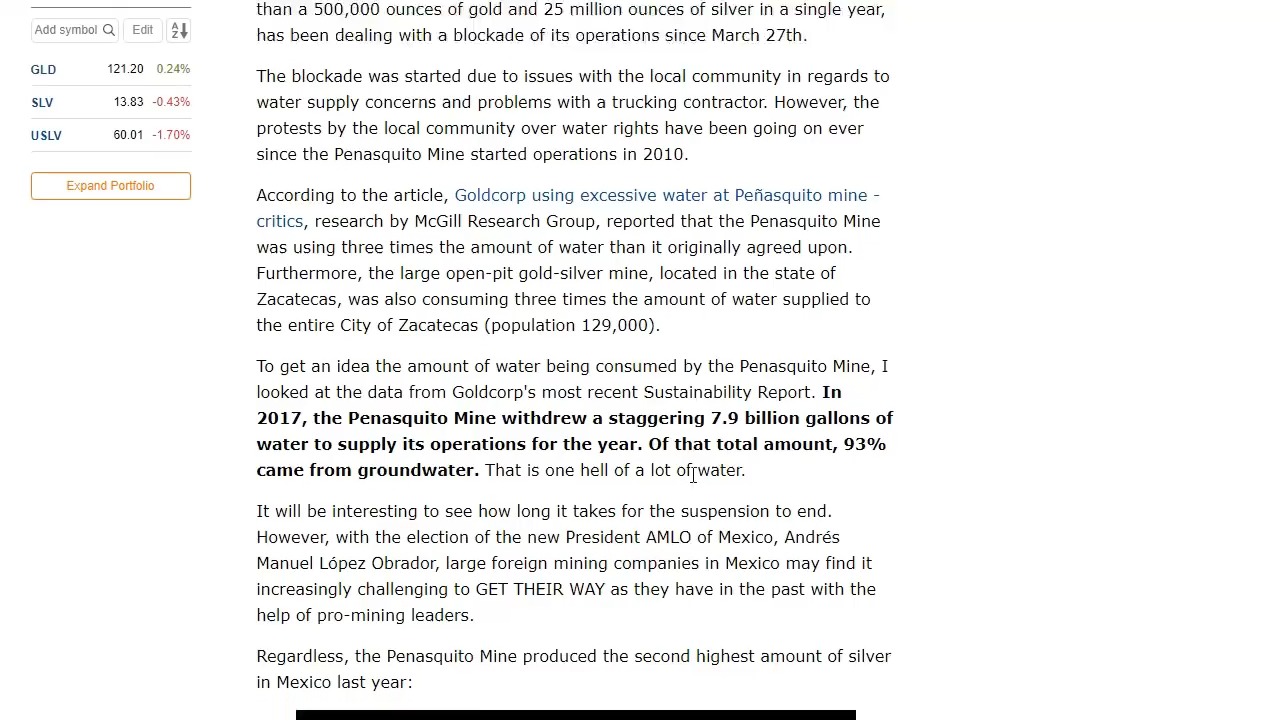 Add symbol
Edit
A
Z
GLD 121.20 0.24%
SLV 13.83 -0.43%
USLV 60.01 -1.70%
Expand Portfolio
than a 500,000 ounces of gold and 25 million ounces of silver in a single year,
has been dealing with a blockade of its operations since March 27th.
The blockade was started due to issues with the local community in regards to
water supply concerns and problems with a trucking contractor. However, the
protests by the local community over water rights have been going on ever
since the Penasquito Mine started operations in 2010.
According to the article, Goldcorp using excessive water at Peñasquito mine -
critics, research by McGill Research Group, reported that the Penasquito Mine
was using three times the amount of water than it originally agreed upon.
Furthermore, the large open-pit gold-silver mine, located in the state of
Zacatecas, was also consuming three times the amount of water supplied to
the entire City of Zacatecas (population 129,000).
To get an idea the amount of water being consumed by the Penasquito Mine, I
looked at the data from Goldcorp's most recent Sustainability Report. In
2017, the Penasquito Mine withdrew a staggering 7.9 billion gallons of
water to supply its operations for the year. Of that total amount, 93%
came from groundwater. That is one hell of a lot of water.
It will be interesting to see how long it takes for the suspension to end.
However, with the election of the new President AMLO of Mexico, Andrés
Manuel López Obrador, large foreign mining companies in Mexico may find it
increasingly challenging to GET THEIR WAY as they have in the past with the
help of pro-mining leaders.
Regardless, the Penasquito Mine produced the second highest amount of silver
in Mexico last year: